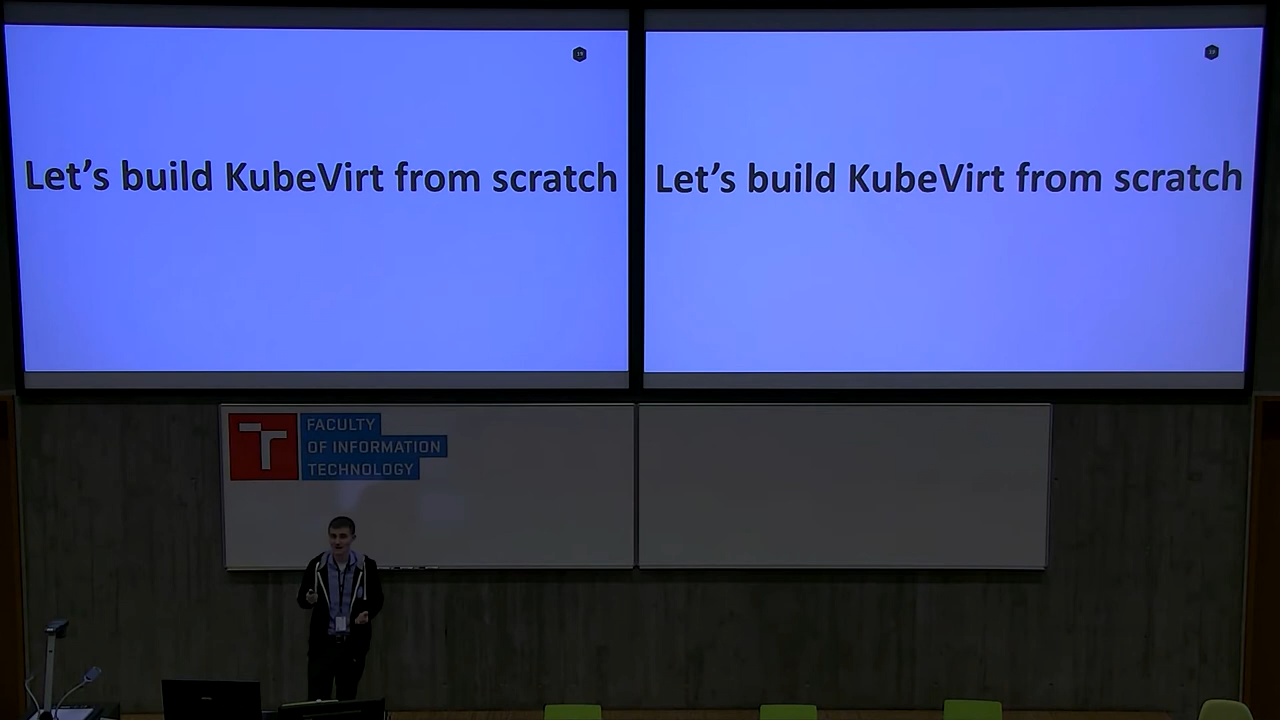 Let's build KubeVirt from scratch
Let's build KubeVirt from scratch
FACULTY
OF INFORMATION
TECHNOLOGY